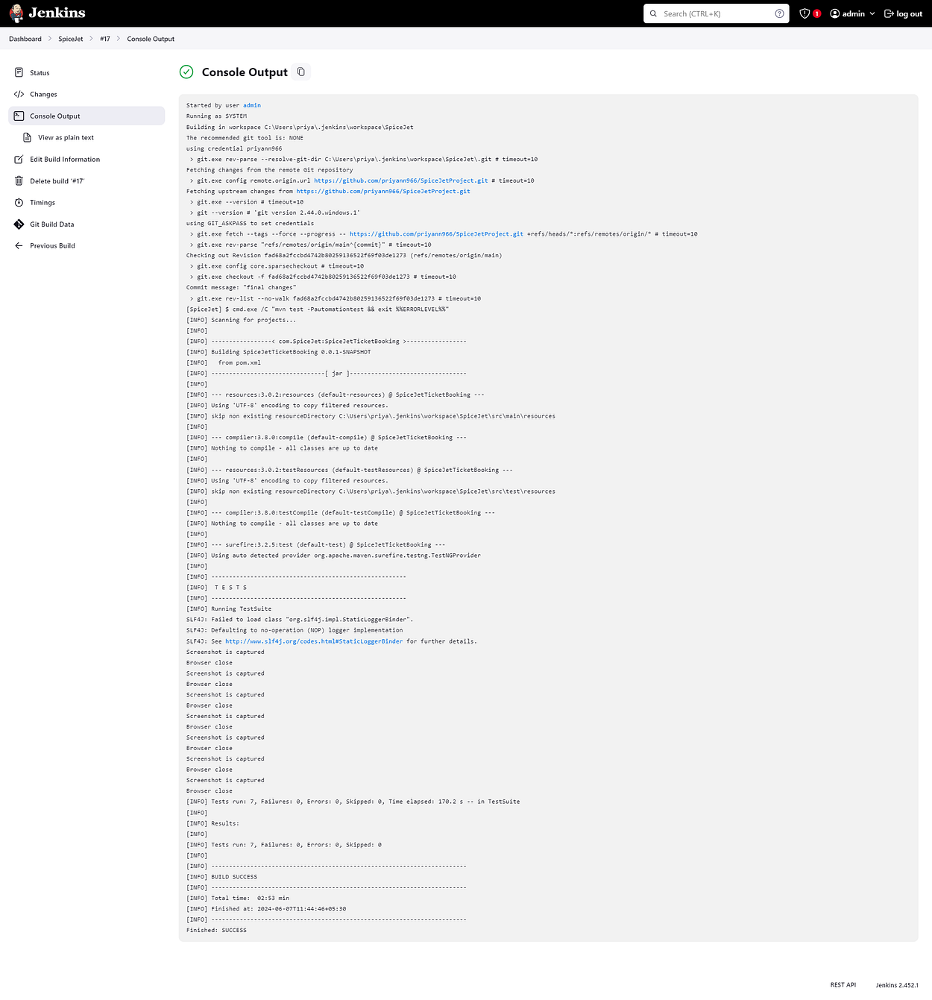 Jenkins
Search (CTRL+K)
1
admin
log out
Dashboard
SpiceJet
#17
Console Output
Status
Changes
Console Output
View as plain text
Edit Build Information
Delete build ‘#17’
Timings
Git Build Data
Previous Build
Console Output
Started by user admin
Running as SYSTEM
Building in workspace C:\Users\priya\.jenkins\workspace\SpiceJet
The recommended git tool is: NONE
using credential priyann966
> git.exe rev-parse --resolve-git-dir C:\Users\priya\.jenkins\workspace\SpiceJet\.git # timeout=10
Fetching changes from the remote Git repository
> git.exe config remote.origin.url https://github.com/priyann966/SpiceJetProject.git # timeout=10
Fetching upstream changes from https://github.com/priyann966/SpiceJetProject.git
> git.exe --version # timeout=10
> git --version # 'git version 2.44.0.windows.1'
using GIT_ASKPASS to set credentials
> git.exe fetch --tags --force --progress -- https://github.com/priyann966/SpiceJetProject.git +refs/heads/*:refs/remotes/origin/* # timeout=10
> git.exe rev-parse "refs/remotes/origin/main^{commit}" # timeout=10
Checking out Revision fad68a2fccbd4742b80259136522f69f03de1273 (refs/remotes/origin/main)
> git.exe config core.sparsecheckout # timeout=10
> git.exe checkout -f fad68a2fccbd4742b80259136522f69f03de1273 # timeout=10
Commit message: "final changes"
> git.exe rev-list --no-walk fad68a2fccbd4742b80259136522f69f03de1273 # timeout=10
[SpiceJet] $ cmd.exe /C "mvn test -Pautomationtest && exit %%ERRORLEVEL%%"
[INFO] Scanning for projects...
[INFO]
[INFO] -----------------< com.SpiceJet:SpiceJetTicketBooking >-----------------
[INFO] Building SpiceJetTicketBooking 0.0.1-SNAPSHOT
[INFO]   from pom.xml
[INFO] --------------------------------[ jar ]---------------------------------
[INFO]
[INFO] --- resources:3.0.2:resources (default-resources) @ SpiceJetTicketBooking ---
[INFO] Using 'UTF-8' encoding to copy filtered resources.
[INFO] skip non existing resourceDirectory C:\Users\priya\.jenkins\workspace\SpiceJet\src\main\resources
[INFO]
[INFO] --- compiler:3.8.0:compile (default-compile) @ SpiceJetTicketBooking ---
[INFO] Nothing to compile - all classes are up to date
[INFO]
[INFO] --- resources:3.0.2:testResources (default-testResources) @ SpiceJetTicketBooking ---
[INFO] Using 'UTF-8' encoding to copy filtered resources.
[INFO] skip non existing resourceDirectory C:\Users\priya\.jenkins\workspace\SpiceJet\src\test\resources
[INFO]
[INFO] --- compiler:3.8.0:testCompile (default-testCompile) @ SpiceJetTicketBooking ---
[INFO] Nothing to compile - all classes are up to date
[INFO]
[INFO] --- surefire:3.2.5:test (default-test) @ SpiceJetTicketBooking ---
[INFO] Using auto detected provider org.apache.maven.surefire.testng.TestNGProvider
[INFO]
[INFO] -------------------------------------------------------
[INFO]  T E S T S
[INFO] -------------------------------------------------------
[INFO] Running TestSuite
SLF4J: Failed to load class "org.slf4j.impl.StaticLoggerBinder".
SLF4J: Defaulting to no-operation (NOP) logger implementation
SLF4J: See http://www.slf4j.org/codes.html#StaticLoggerBinder for further details.
Screenshot is captured
Browser close
Screenshot is captured
Browser close
Screenshot is captured
Browser close
Screenshot is captured
Browser close
Screenshot is captured
Browser close
Screenshot is captured
Browser close
Screenshot is captured
Browser close
[INFO] Tests run: 7, Failures: 0, Errors: 0, Skipped: 0, Time elapsed: 170.2 s -- in TestSuite
[INFO]
[INFO] Results:
[INFO]
[INFO] Tests run: 7, Failures: 0, Errors: 0, Skipped: 0
[INFO]
[INFO] ------------------------------------------------------------------------
[INFO] BUILD SUCCESS
[INFO] ------------------------------------------------------------------------
[INFO] Total time:  02:53 min
[INFO] Finished at: 2024-06-07T11:44:46+05:30
[INFO] ------------------------------------------------------------------------
Finished: SUCCESS
REST API
Jenkins 2.452.1